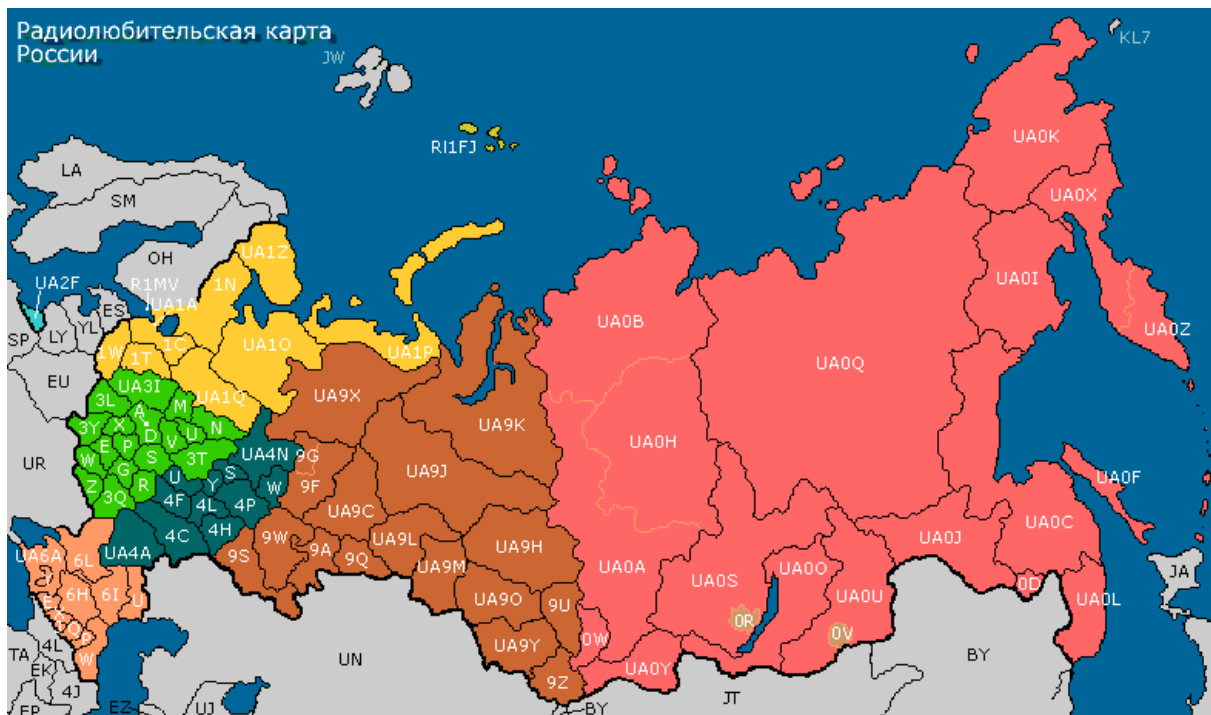 Радиолюбительская карта
России
JW
KL7
RI1FJ
UA0K
LA
UA0X
SM
OH
UA1Z
UA0I
UA2F
R1MV
1N
UA1A
ES
UA0B
UA0Z
SP
LY
YL
1W
1T
1C
UA1O
UA1P
UA0Q
EU
UA3I
UA1Q
UA9X
3L
A
M
UA9K
3Y
X
N
D
V
U
UA0H
E
P
W
G
S
3T
UA4N
9G
UA9J
UR
Z
3Q
R
U
Y
S
W
9F
UA0F
4F
4L
4P
UA9C
UA0C
UA4A
4C
4H
9W
UA9L
UA9H
UA0J
UA6A
6L
9S
9A
9Q
UA9M
UA0A
UA0S
UA0O
0D
JA
6H
6I
U
UA9O
9U
UA0U
UA0L
0R
E
X
Q
P
0W
0V
TA
4L
W
UA9Y
UN
BY
EK
UA0Y
4J
9Z
JT
EP
EZ
UJ
BY